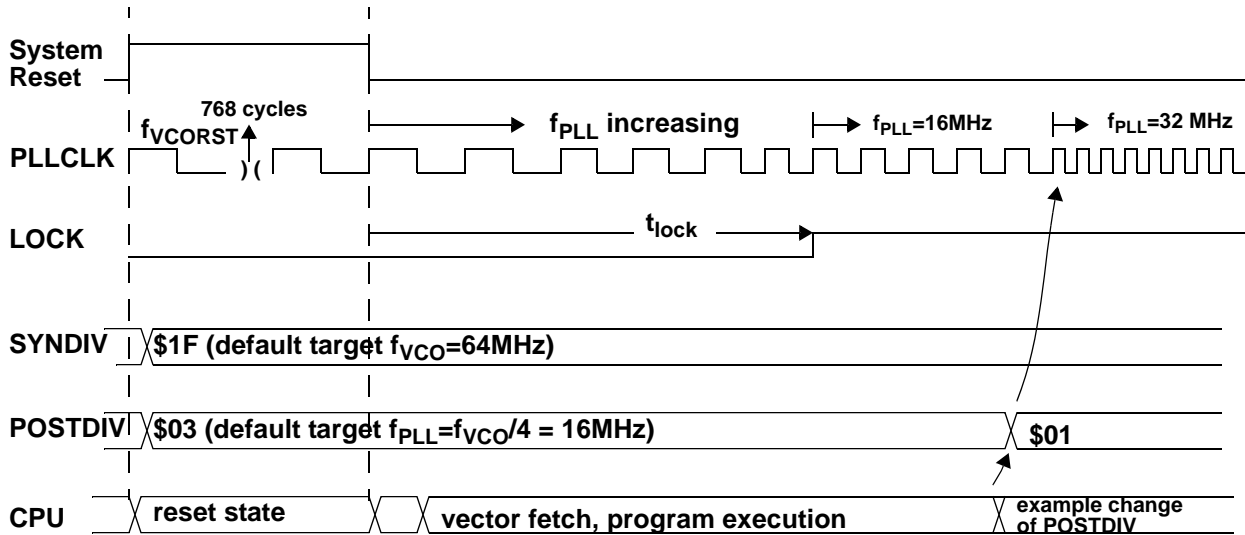 System
Reset
768 cycles
fVCORST
fPLL increasing
fPLL=16MHz
fPLL=32 MHz
PLLCLK
) (
LOCK
tlock
SYNDIV
$1F (default target fVCO=64MHz)
POSTDIV
$03 (default target fPLL=fVCO/4 = 16MHz)
$01
CPU
reset state
vector fetch, program execution
example change
of POSTDIV